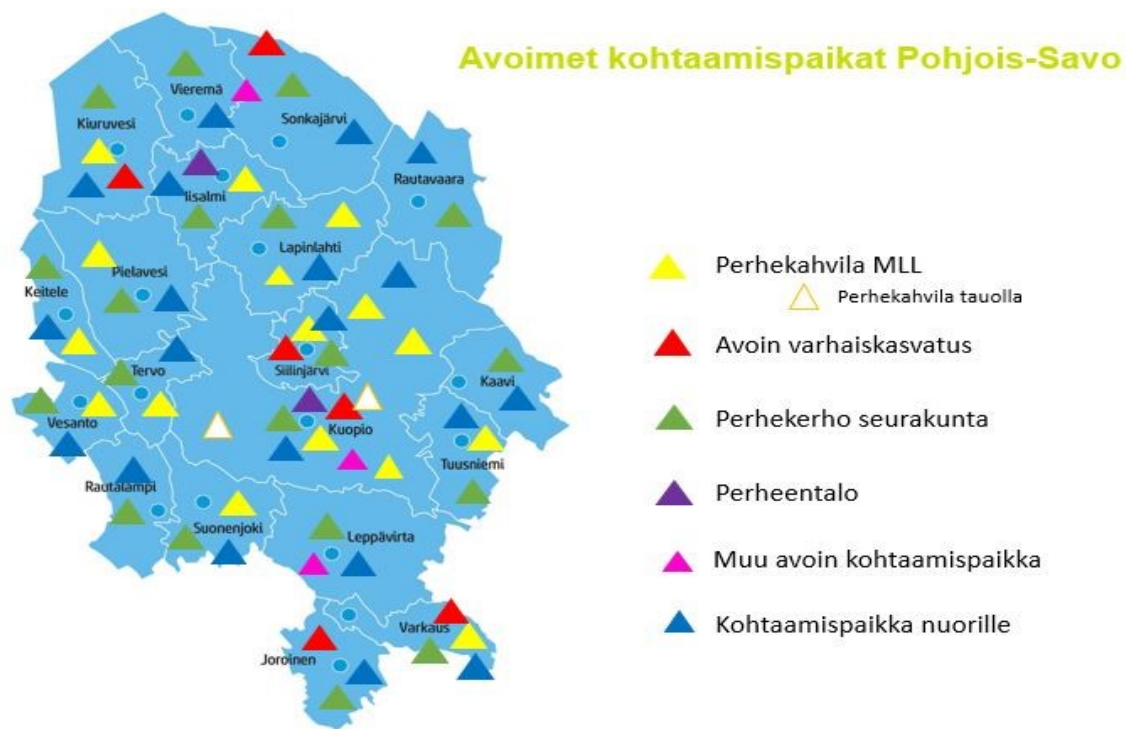 Avoimet kohtaamispaikat Pohjois-Savo
Vieremä
Kiuruvesi
Sonkajärvi
Iisalmi
Rautavaara
Lapinlahti
Pielavesi
Keitele
Siilinjärvi
Tervo
Kaavi
Vesanto
Kuopio
Tuusniemi
Rautalampi
Suonenjoki
Leppävirta
Varkaus
Joroinen
Perhekahvila MLL
Perhekahvila tauolla
Avoin varhaiskasvatus
Perhekerho seurakunta
Perheentalo
Muu avoin kohtaamispaikka
Kohtaamispaikka nuorille